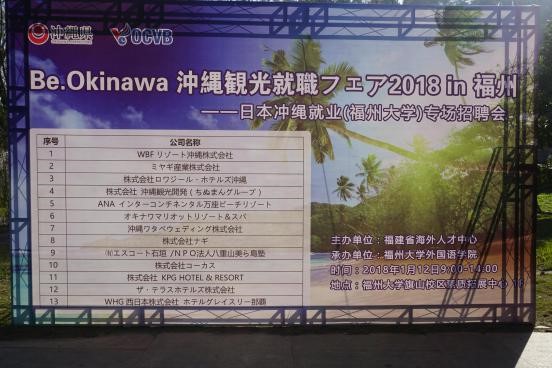 沖縄県
OCVB
Be.Okinawa 沖縄観光就職フェア2018 in 福州
——日本冲绳就业(福州大学)专场招聘会
序号 公司名称
1 WBF リゾート沖縄株式会社
2 ミヤギ産業株式会社
3 株式会社ロワジール・ホテルズ沖縄
4 株式会社 沖縄観光開発(ちぬまんグループ)
5 ANA インターコンチネンタル万座ビーチリゾート
6 オキナワマリオットリゾート&スパ
7 沖縄ワタベウェディング株式会社
8 株式会社ナギ
9 ㈲エスコート石垣 /ＮＰＯ法人八重山美ら島塾
10 株式会社コーカス
11 株式会社 KPG HOTEL & RESORT
12 ザ・テラスホテルズ株式会社
13 WHG 西日本株式会社 ホテルグレイスリー那覇
主办单位：福建省海外人才中心
承办单位：福州大学外国语学院
时间：2018年1月12日9:00-14:00
地点：福州大学旗山校区素质拓展中心